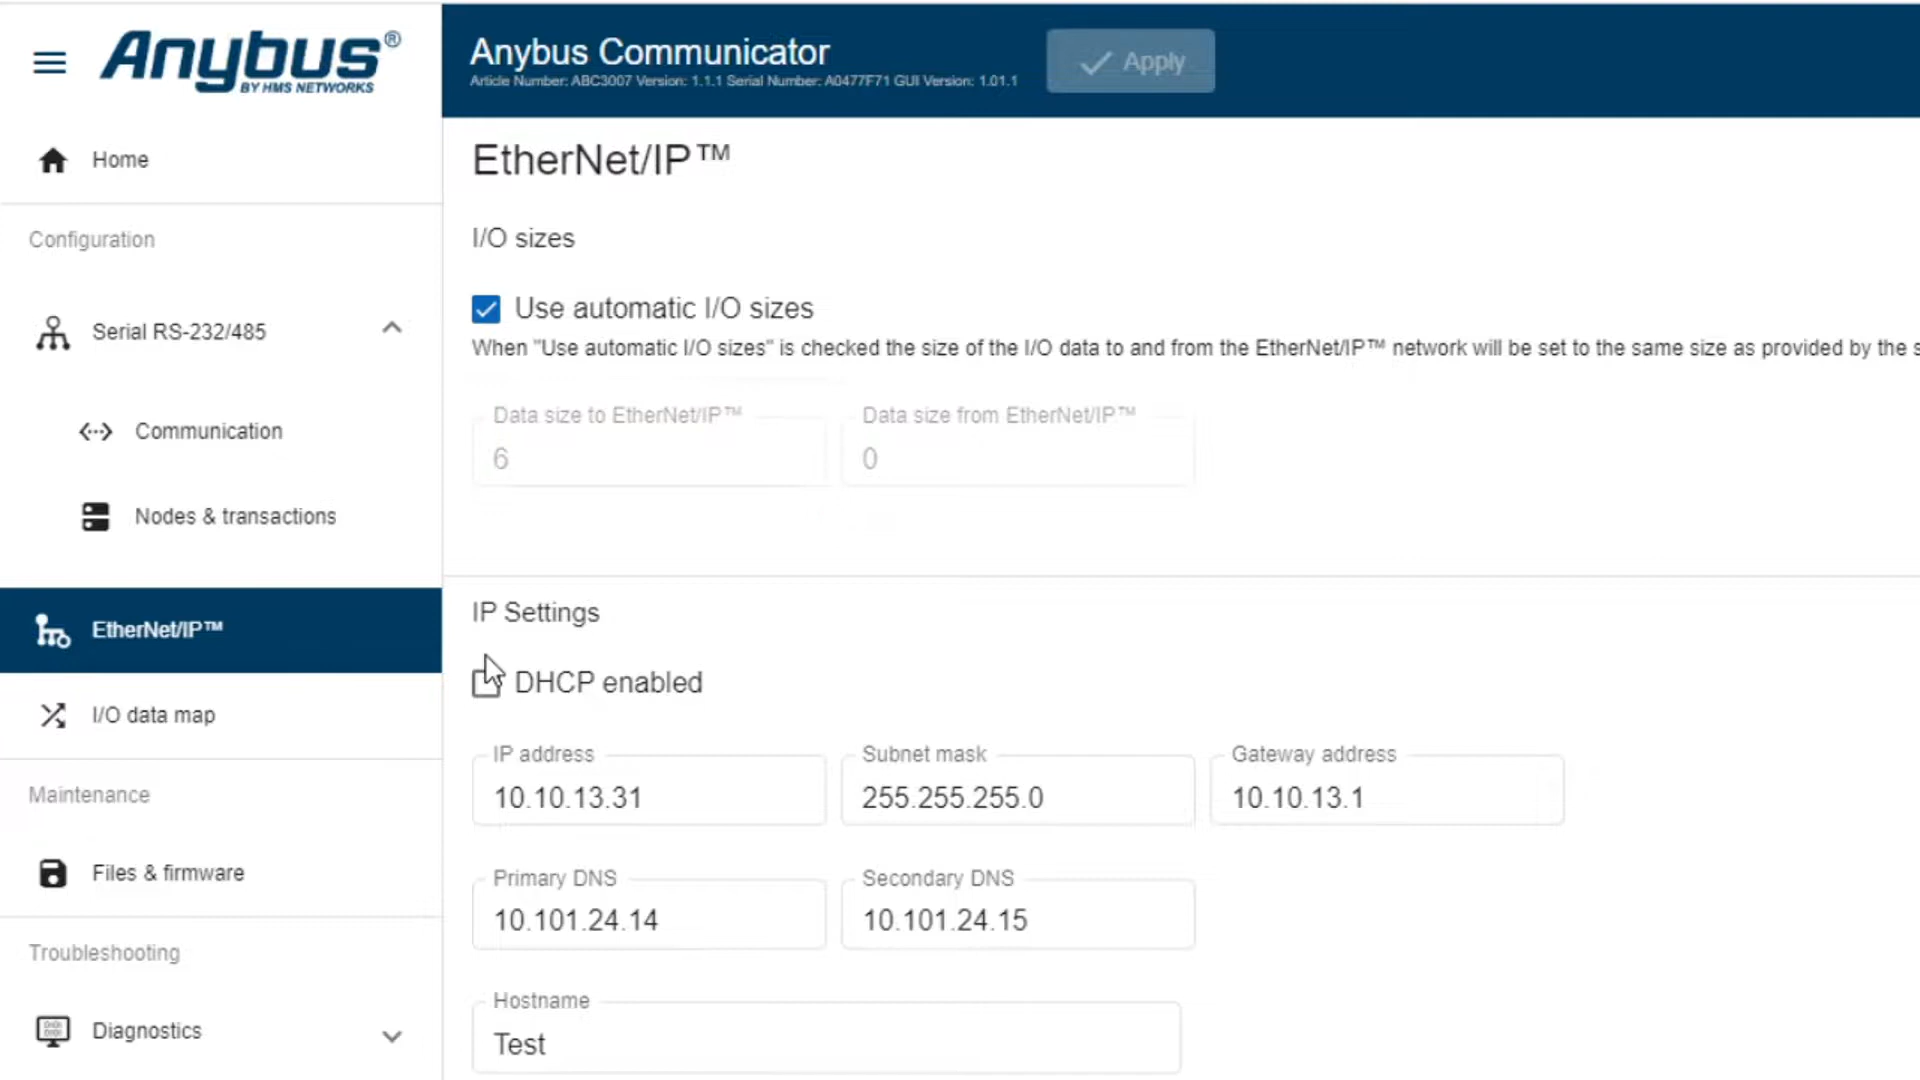 Anybus®
BY HMS NETWORKS
Anybus Communicator
Article Number: ABC3007 Version: 1.1.1 Serial Number: A0477F71 GUI Version: 1.01.1
Apply
Home
Configuration
Serial RS-232/485
Communication
Nodes & transactions
EtherNet/IP™
I/O data map
Maintenance
Files & firmware
Troubleshooting
Diagnostics
EtherNet/IP™
I/O sizes
Use automatic I/O sizes
When "Use automatic I/O sizes" is checked the size of the I/O data to and from the EtherNet/IP™ network will be set to the same size as provided by the s
Data size to EtherNet/IP™
6
Data size from EtherNet/IP™
0
IP Settings
DHCP enabled
IP address
10.10.13.31
Subnet mask
255.255.255.0
Gateway address
10.10.13.1
Primary DNS
10.101.24.14
Secondary DNS
10.101.24.15
Hostname
Test